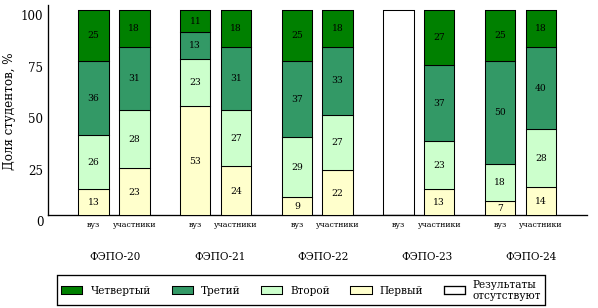 Доля студентов, %
100
75
50
25
0
25 18 11 18 25 18 27 25 18
36 31 13 31 37 33 37 50 40
26 28 23 27 29 27 23 18 28
13 23 53 24 9 22 13 7 14
вуз участники вуз участники вуз участники вуз участники вуз участники
ФЭПО-20 ФЭПО-21 ФЭПО-22 ФЭПО-23 ФЭПО-24
Четвертый Третий Второй Первый Результаты
отсутствуют